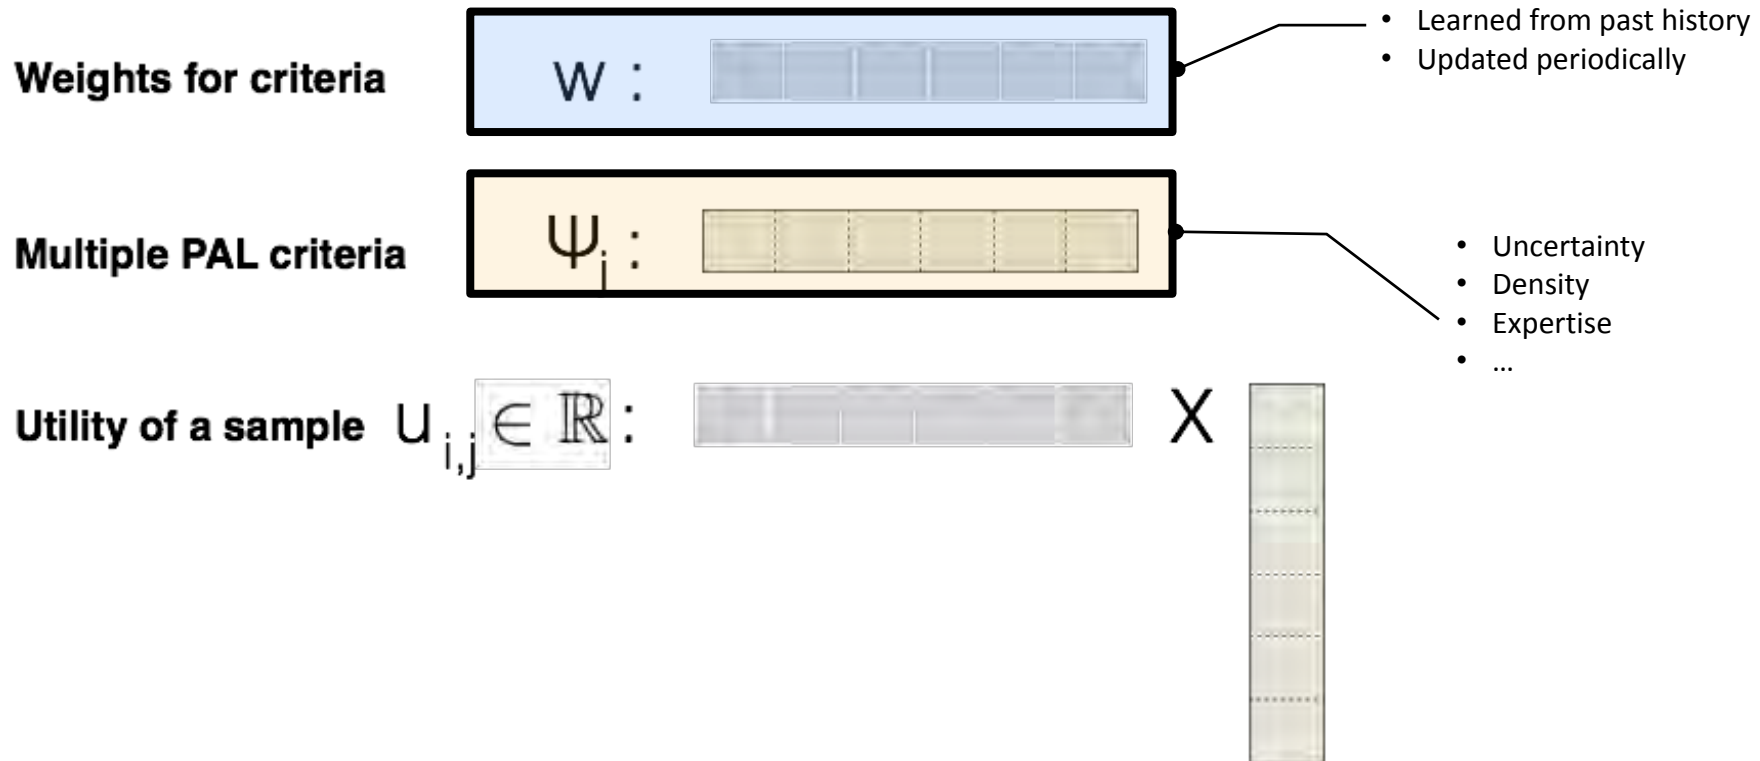 Weights for criteria w :
• Learned from past history
• Updated periodically
Multiple PAL criteria ψi :
• Uncertainty
• Density
• Expertise
• ...
Utility of a sample ui,j ∈ ℝ : X